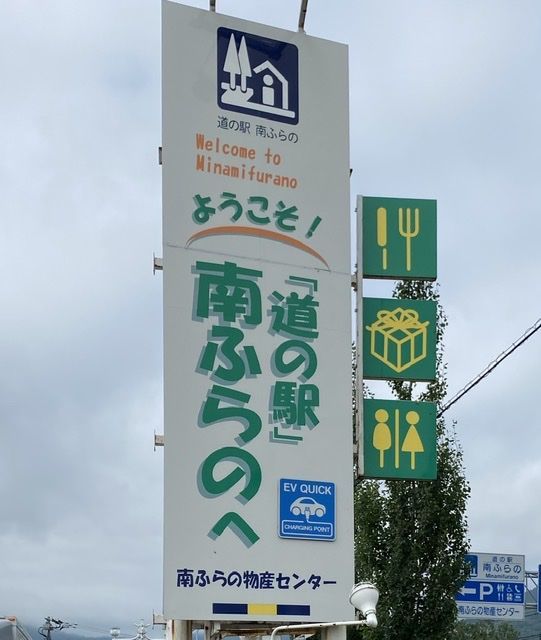 道の駅 南ふらの
Welcome to
Minamifurano
ようこそ!
「道の駅」
南ふらのへ
EV QUICK
CHARGING POINT
南ふらの物産センター
道の駅
南ふらの
Minamifurano
P
南ふらの物産センター